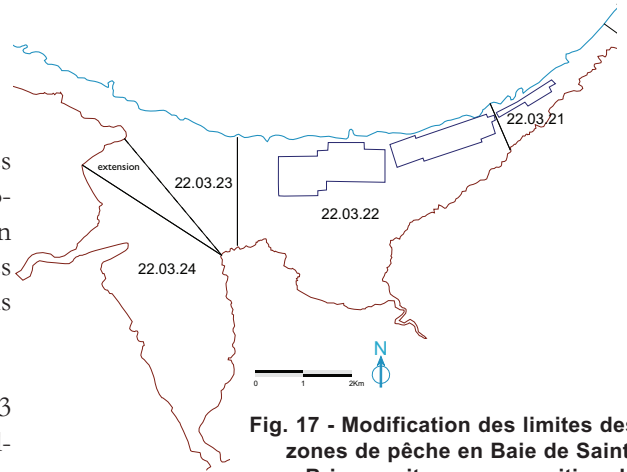 22.03.21
extension
22.03.23
22.03.22
22.03.24
N
0 1 2Km
Fig. 17 - Modification des limites des
zones de pêche en Baie de Saint